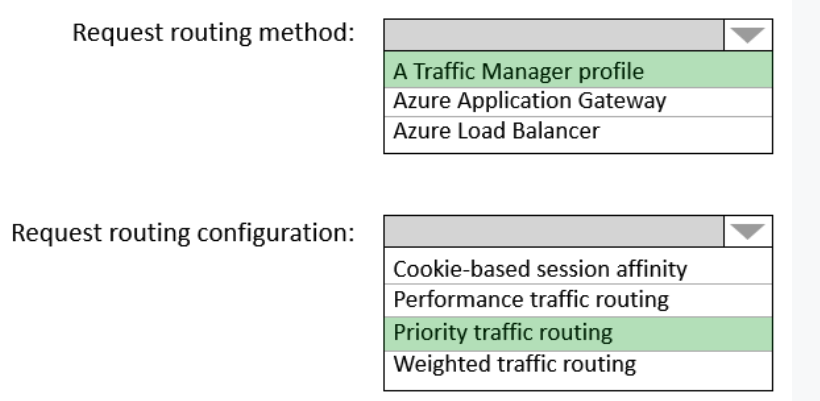 Request routing method:
A Traffic Manager profile
Azure Application Gateway
Azure Load Balancer
Request routing configuration:
Cookie-based session affinity
Performance traffic routing
Priority traffic routing
Weighted traffic routing